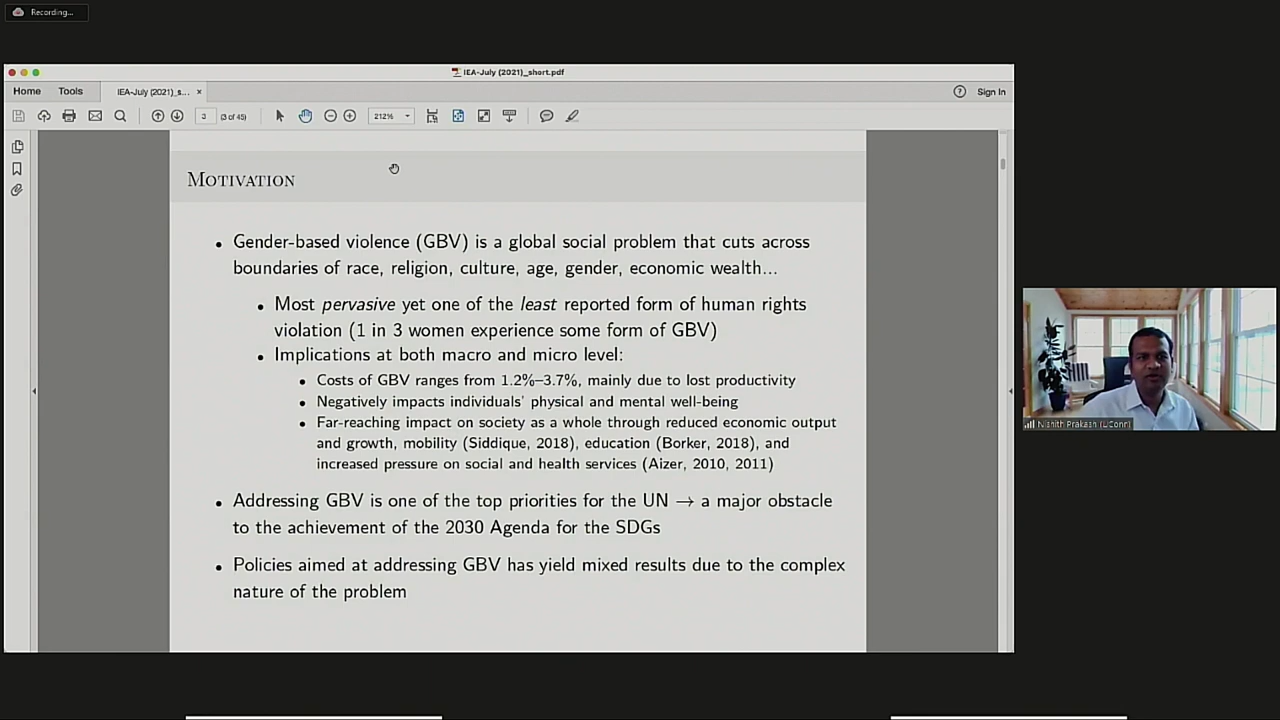 Recording...
IEA-July (2021)_short.pdf
Home Tools IEA-July (2021)_s... × Sign In
3 (3 of 45) 212%
Motivation
• Gender-based violence (GBV) is a global social problem that cuts across
boundaries of race, religion, culture, age, gender, economic wealth...
• Most pervasive yet one of the least reported form of human rights
violation (1 in 3 women experience some form of GBV)
• Implications at both macro and micro level:
• Costs of GBV ranges from 1.2%–3.7%, mainly due to lost productivity
• Negatively impacts individuals' physical and mental well-being
• Far-reaching impact on society as a whole through reduced economic output
and growth, mobility (Siddique, 2018), education (Borker, 2018), and
increased pressure on social and health services (Aizer, 2010, 2011)
• Addressing GBV is one of the top priorities for the UN → a major obstacle
to the achievement of the 2030 Agenda for the SDGs
• Policies aimed at addressing GBV has yield mixed results due to the complex
nature of the problem
Nishith Prakash (UConn)